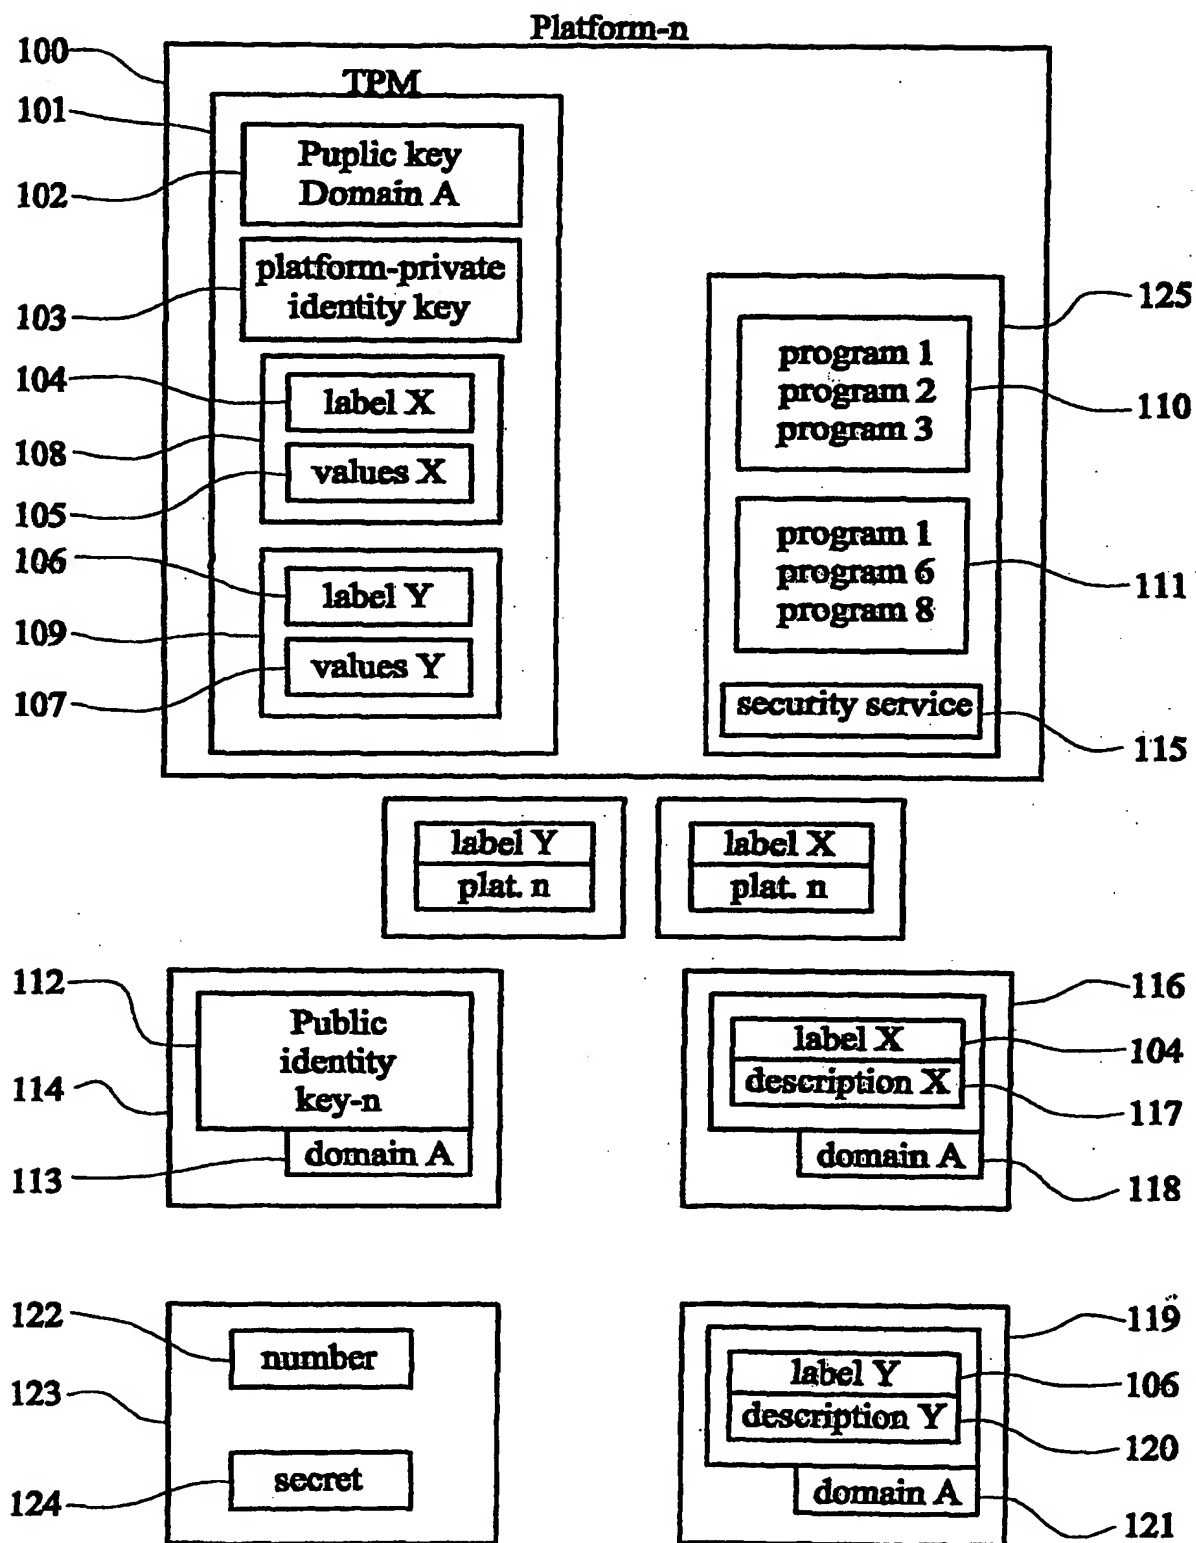 Platform-n
100
TPM
101
Puplic key
Domain A
102
platform-private
identity key
103
125
program 1
program 2
program 3
110
104
label X
108
values X
105
program 1
program 6
program 8
111
106
label Y
109
values Y
107
security service
115
label Y
plat. n
label X
plat. n
112
Public
identity
key-n
114
domain A
113
116
label X
104
description X
117
domain A
118
122
number
123
secret
124
119
label Y
106
description Y
120
domain A
121